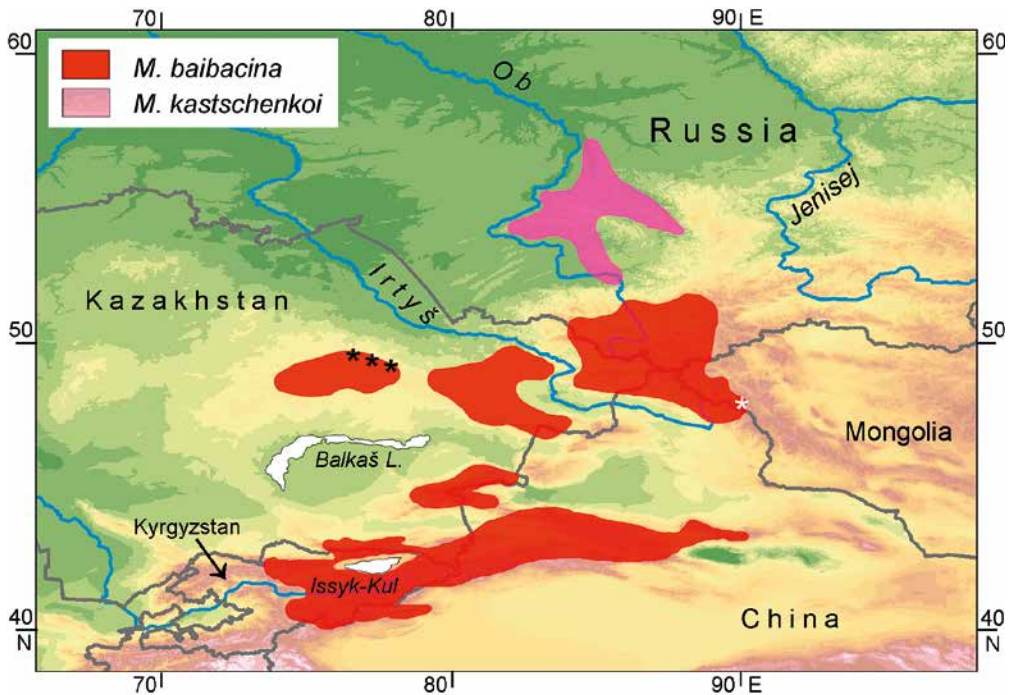 70 80 90 E
60 60
M. baibacina
M. kastschenkoi
Ob
Russia
Jenisej
Irtyš
Kazakhstan
50 50
Balkaš L.
Mongolia
Kyrgyzstan
Issyk-Kul
China
40 40
N N
70 80 90 E